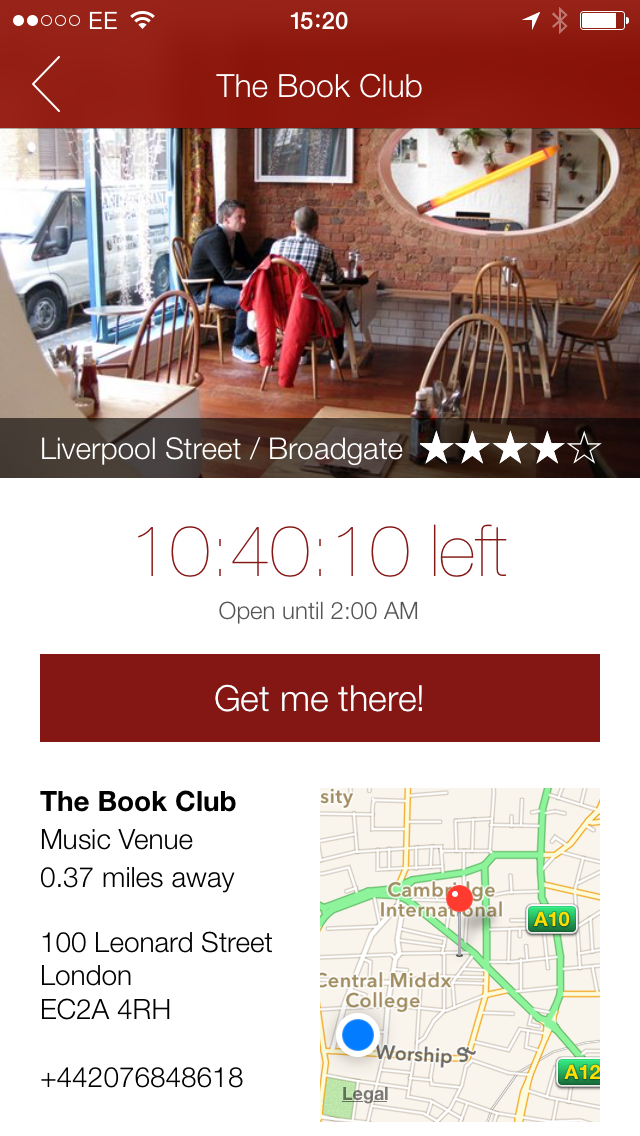 EE 15:20
The Book Club
Liverpool Street / Broadgate
10:40:10 left
Open until 2:00 AM
Get me there!
The Book Club
Music Venue
0.37 miles away
100 Leonard Street
London
EC2A 4RH
+442076848618
sity
Cambridge
International
A10
Central Middx
College
Worship S
A12
Legal